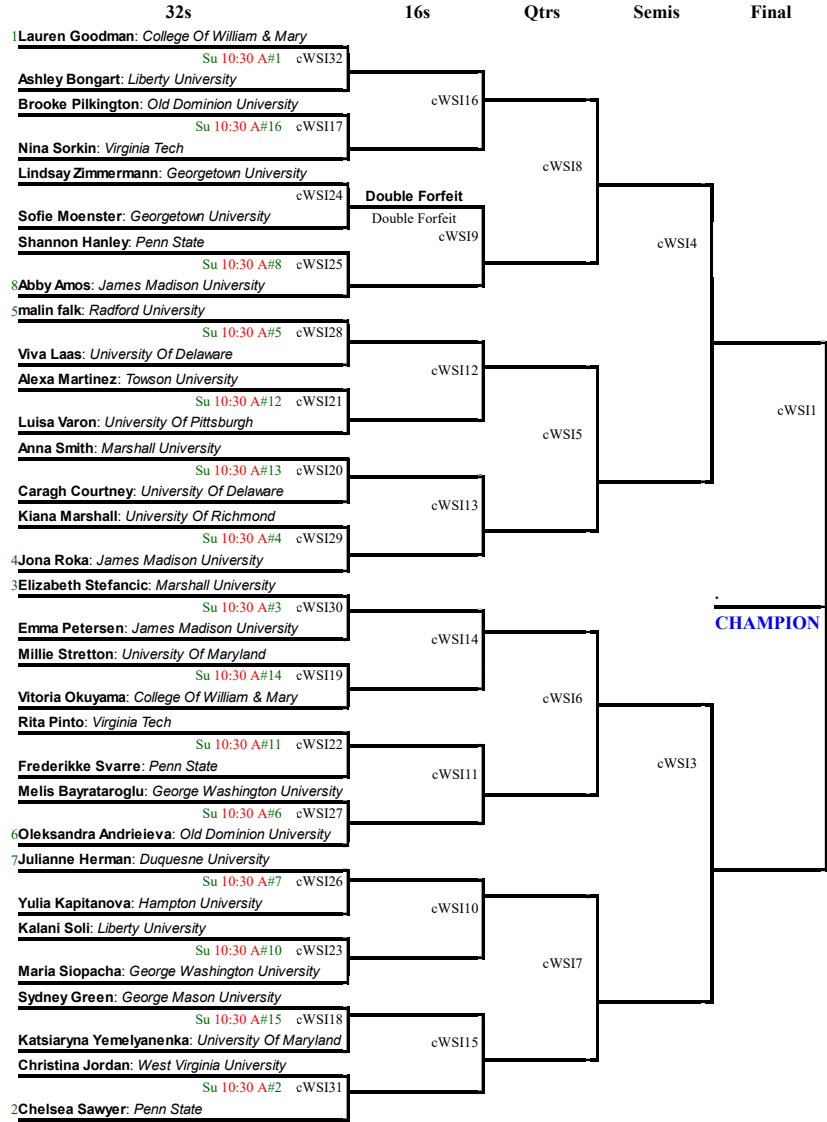 32s 16s Qtrs Semis Final
1Lauren Goodman: College Of William & Mary
Su 10:30 A#1 cWSI32
Ashley Bongart: Liberty University
cWSI16
Brooke Pilkington: Old Dominion University
Su 10:30 A#16 cWSI17
Nina Sorkin: Virginia Tech
cWSI8
Lindsay Zimmermann: Georgetown University
cWSI24 Double Forfeit
Sofie Moenster: Georgetown University Double Forfeit
cWSI9
Shannon Hanley: Penn State cWSI4
Su 10:30 A#8 cWSI25
8Abby Amos: James Madison University
5malin falk: Radford University
Su 10:30 A#5 cWSI28
Viva Laas: University Of Delaware
cWSI12
Alexa Martinez: Towson University
Su 10:30 A#12 cWSI21
cWSI1
Luisa Varon: University Of Pittsburgh
cWSI5
Anna Smith: Marshall University
Su 10:30 A#13 cWSI20
Caragh Courtney: University Of Delaware
cWSI13
Kiana Marshall: University Of Richmond
Su 10:30 A#4 cWSI29
4Jona Roka: James Madison University
3Elizabeth Stefancic: Marshall University
.
Su 10:30 A#3 cWSI30
CHAMPION
Emma Petersen: James Madison University
cWSI14
Millie Stretton: University Of Maryland
Su 10:30 A#14 cWSI19
Vitoria Okuyama: College Of William & Mary
cWSI6
Rita Pinto: Virginia Tech
Su 10:30 A#11 cWSI22
Frederikke Svarre: Penn State
cWSI3
cWSI11
Melis Bayrataroglu: George Washington University
Su 10:30 A#6 cWSI27
6Oleksandra Andrieieva: Old Dominion University
7Julianne Herman: Duquesne University
Su 10:30 A#7 cWSI26
Yulia Kapitanova: Hampton University
cWSI10
Kalani Soli: Liberty University
Su 10:30 A#10 cWSI23
cWSI7
Maria Siopacha: George Washington University
Sydney Green: George Mason University
Su 10:30 A#15 cWSI18
Katsiaryna Yemelyanenka: University Of Maryland
cWSI15
Christina Jordan: West Virginia University
Su 10:30 A#2 cWSI31
2Chelsea Sawyer: Penn State